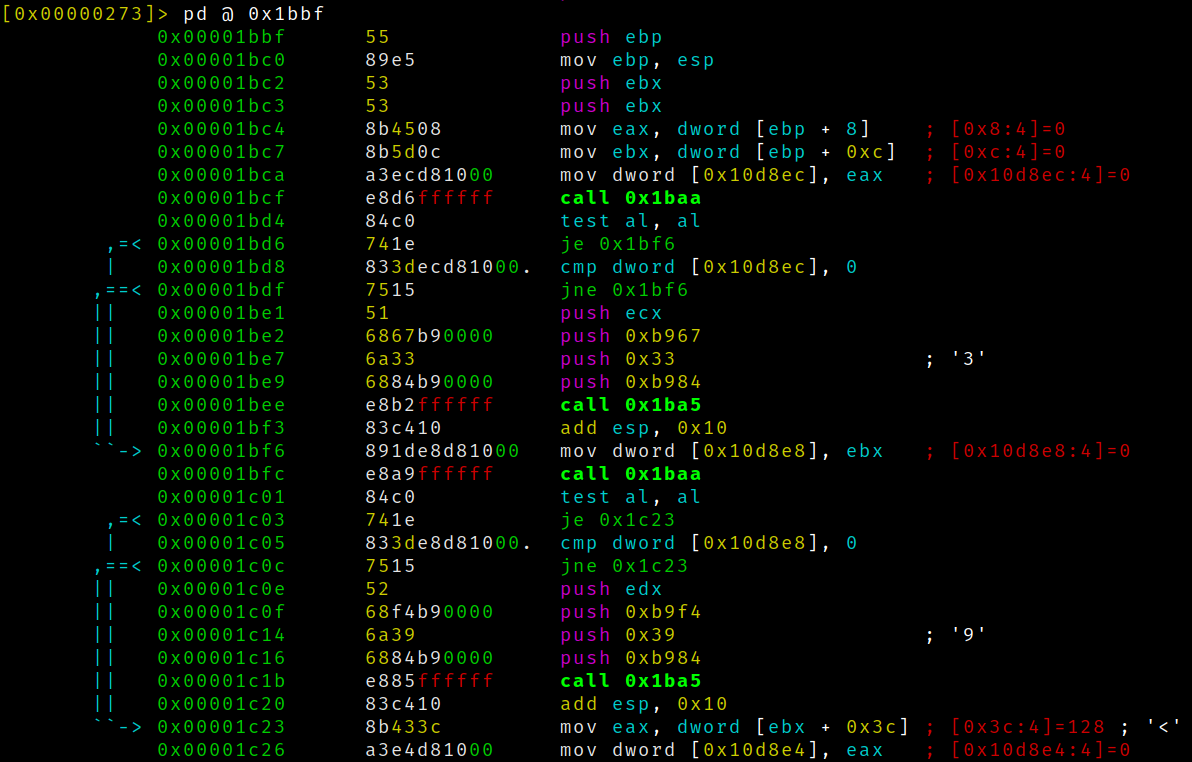 [0x00000273]> pd @ 0x1bbf
            0x00001bbf      55             push ebp
            0x00001bc0      89e5           mov ebp, esp
            0x00001bc2      53             push ebx
            0x00001bc3      53             push ebx
            0x00001bc4      8b4508         mov eax, dword [ebp + 8]    ; [0x8:4]=0
            0x00001bc7      8b5d0c         mov ebx, dword [ebp + 0xc]  ; [0xc:4]=0
            0x00001bca      a3ecd81000     mov dword [0x10d8ec], eax   ; [0x10d8ec:4]=0
            0x00001bcf      e8d6ffffff     call 0x1baa
            0x00001bd4      84c0           test al, al
        ,=< 0x00001bd6      741e           je 0x1bf6
        |   0x00001bd8      833decd81000.  cmp dword [0x10d8ec], 0
       ,==< 0x00001bdf      7515           jne 0x1bf6
       ||   0x00001be1      51             push ecx
       ||   0x00001be2      6867b90000     push 0xb967
       ||   0x00001be7      6a33           push 0x33                   ; '3'
       ||   0x00001be9      6884b90000     push 0xb984
       ||   0x00001bee      e8b2ffffff     call 0x1ba5
       ||   0x00001bf3      83c410         add esp, 0x10
       ``-> 0x00001bf6      891de8d81000   mov dword [0x10d8e8], ebx   ; [0x10d8e8:4]=0
            0x00001bfc      e8a9ffffff     call 0x1baa
            0x00001c01      84c0           test al, al
        ,=< 0x00001c03      741e           je 0x1c23
        |   0x00001c05      833de8d81000.  cmp dword [0x10d8e8], 0
       ,==< 0x00001c0c      7515           jne 0x1c23
       ||   0x00001c0e      52             push edx
       ||   0x00001c0f      68f4b90000     push 0xb9f4
       ||   0x00001c14      6a39           push 0x39                   ; '9'
       ||   0x00001c16      6884b90000     push 0xb984
       ||   0x00001c1b      e885ffffff     call 0x1ba5
       ||   0x00001c20      83c410         add esp, 0x10
       ``-> 0x00001c23      8b433c         mov eax, dword [ebx + 0x3c] ; [0x3c:4]=128 ; '<'
            0x00001c26      a3e4d81000     mov dword [0x10d8e4], eax   ; [0x10d8e4:4]=0